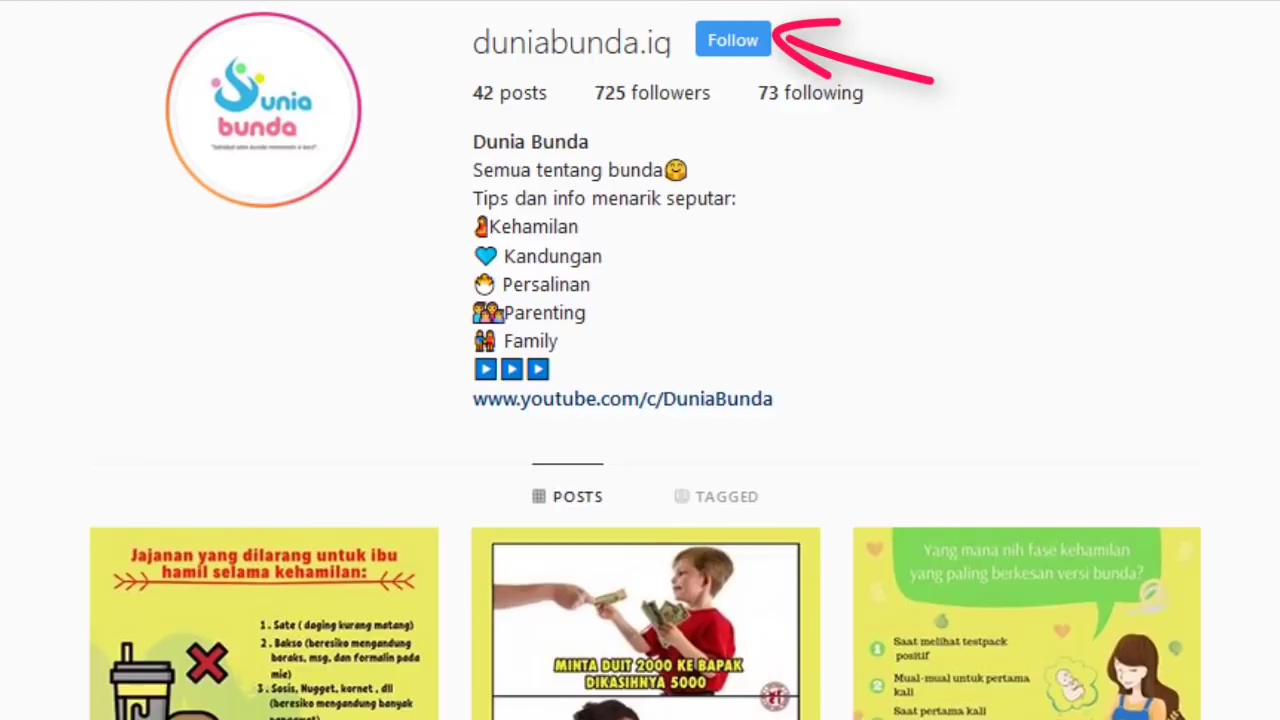 duniabunda.iq
Follow
42 posts 725 followers 73 following
unia
bunda
Dunia Bunda
Semua tentang bunda🤗
Tips dan info menarik seputar:
🤰Kehamilan
💙 Kandungan
🐣 Persalinan
👨‍👩‍👧Parenting
👫 Family
▶️▶️▶️
www.youtube.com/c/DuniaBunda
POSTS TAGGED
Jajanan yang dilarang untuk ibu
hamil selama kehamilan:
1. Sate ( daging kurang matang)
2. Bakso (beresiko mengandung
boraks, msg, dan formalin pada
mie)
3. Sosis, Nugget, kornet , dll
(beresiko mengandung banyak
MINTA DUIT 2000 KE BAPAK
DIKASIHNYA 5000
Yang mana nih fase kehamilan
yang paling berkesan versi bunda?
1 Saat melihat testpack
positif
2 Mual-mual untuk pertama
kali
Saat pertama kali